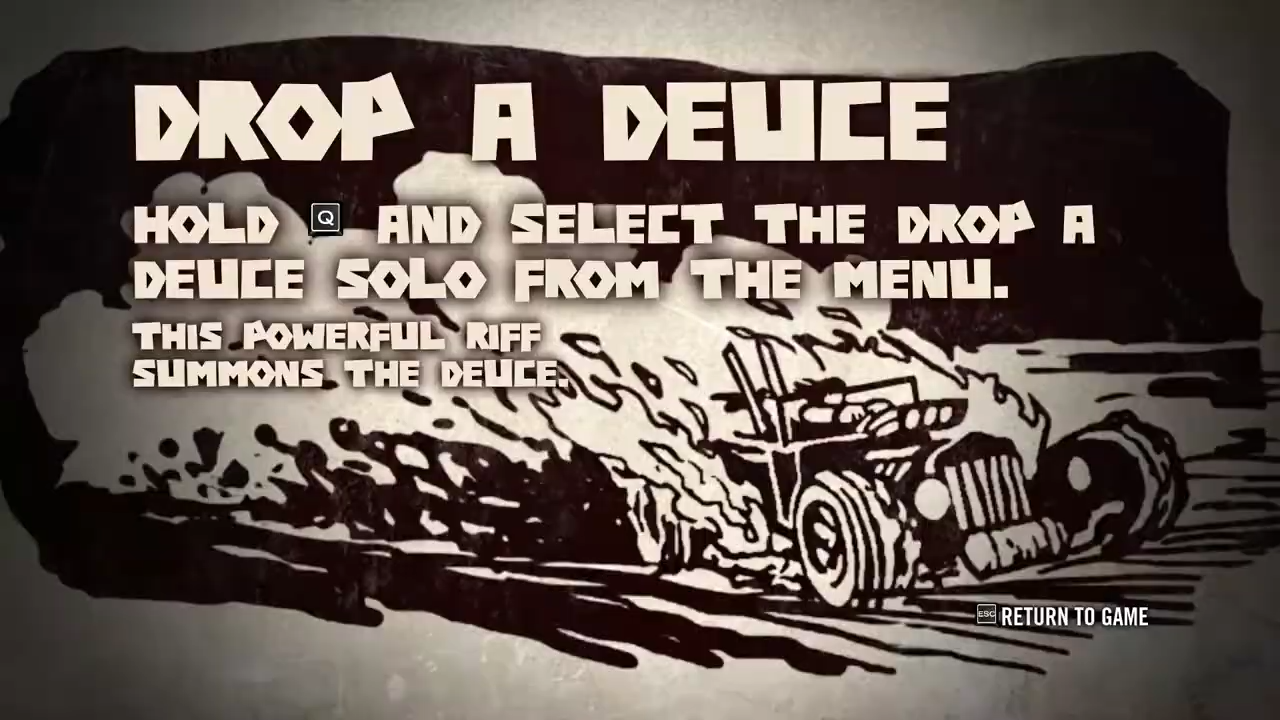 DROP A DEUCE
HOLD Q AND SELECT THE DROP A
DEUCE SOLO FROM THE MENU.
THIS POWERFUL RIFF
SUMMONS THE DEUCE.
ESC RETURN TO GAME